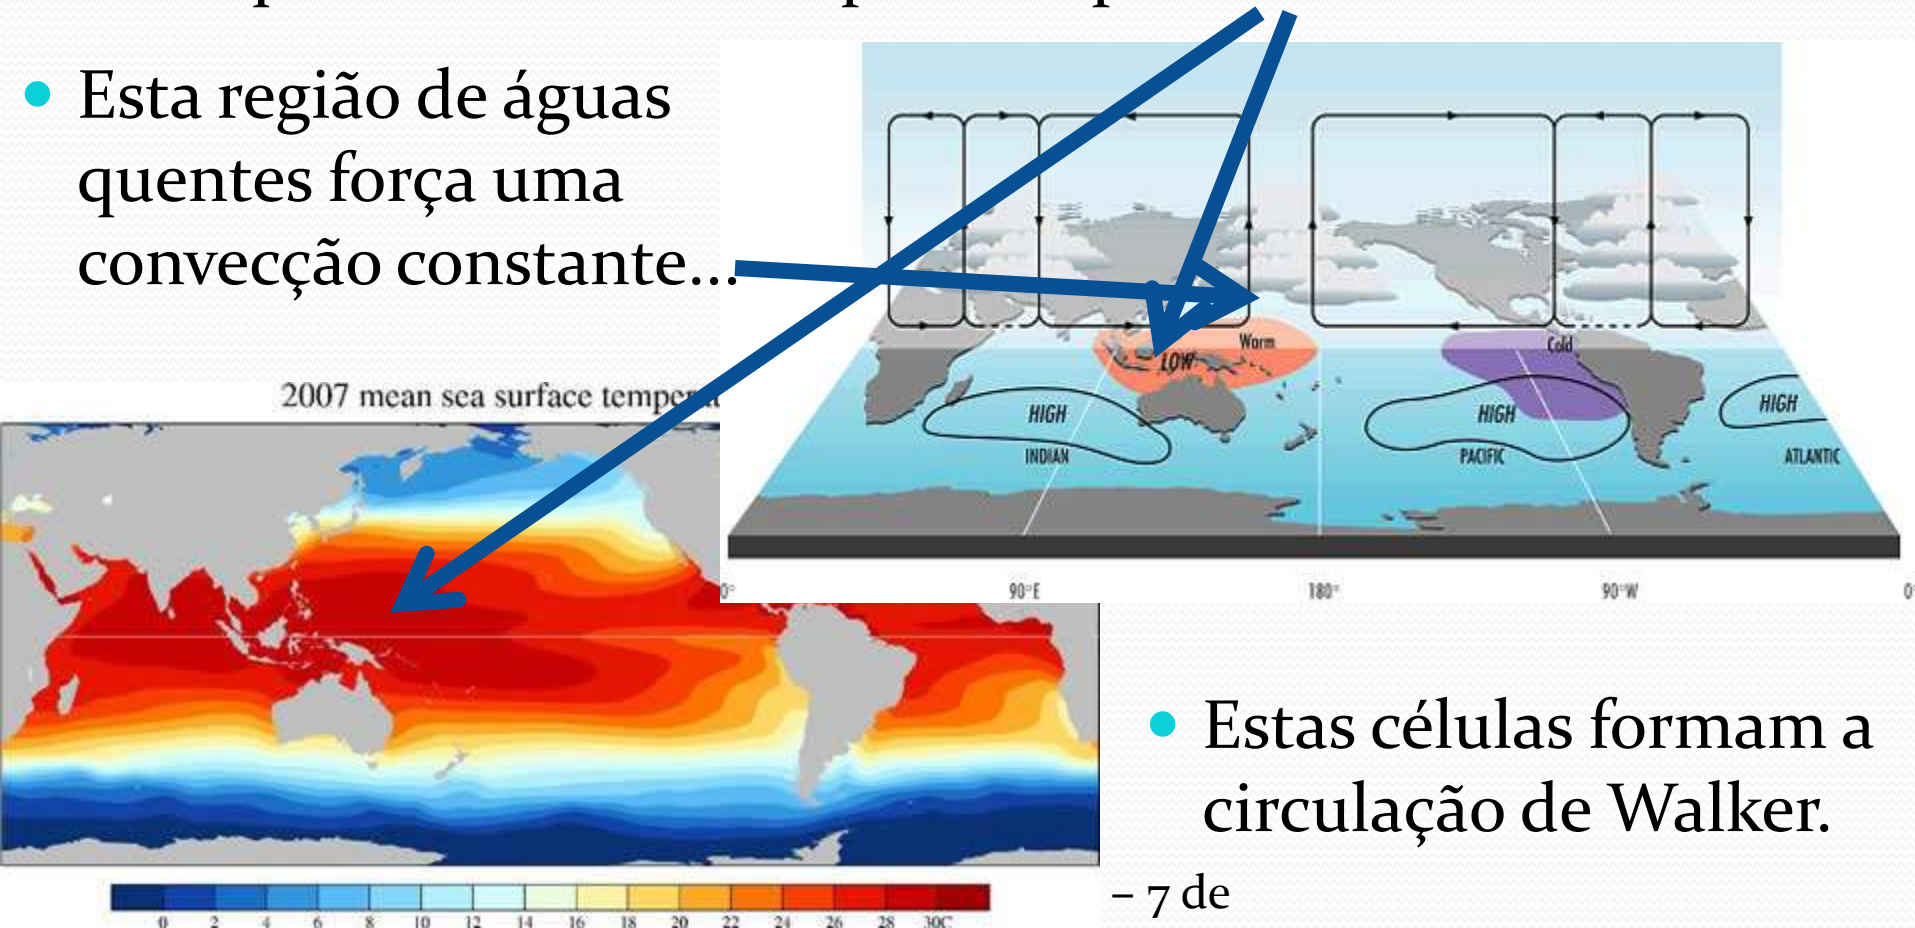 Esta região de águas
quentes força uma
convecção constante...
2007 mean sea surface
Worm
LOW
Cold
HIGH
HIGH
HIGH
INDIAN
PACIFIC
ATLANTIC
0° 90°E 180° 90°W 0
Estas células formam a
circulação de Walker.
– 7 de
0 2 4 6 8 10 12 14 16 18 20 22 24 26 28 30C